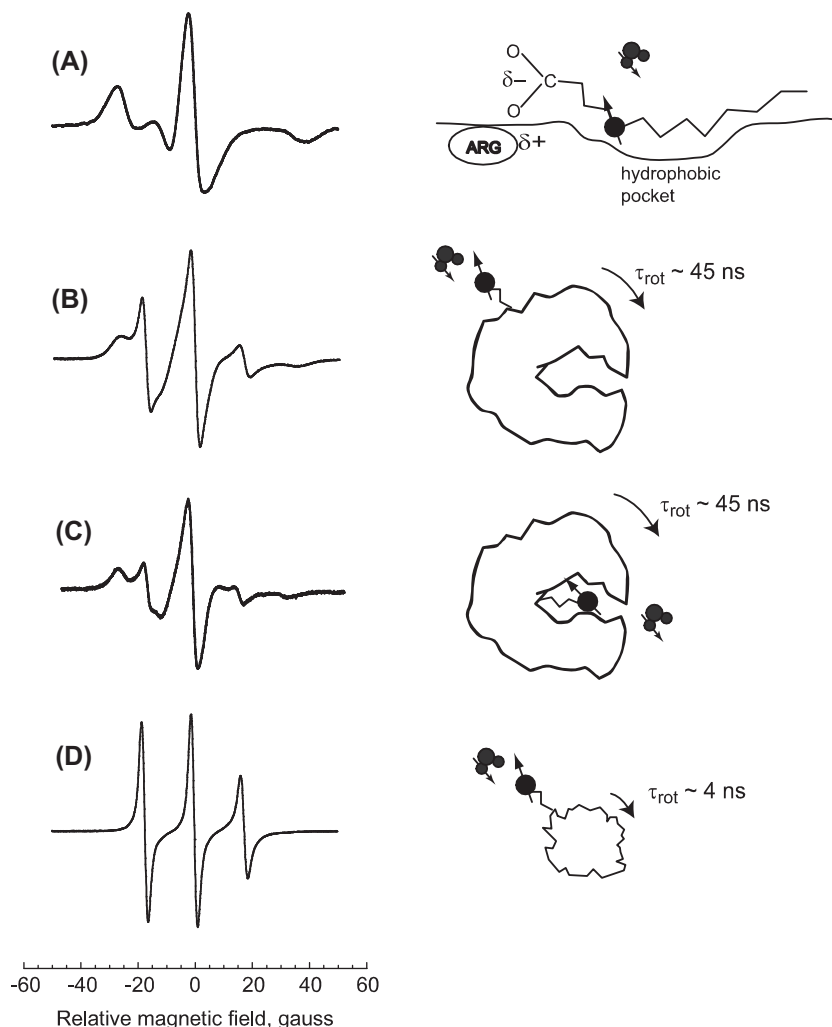 (A)
O
δ–
C
O
ARG
δ+
hydrophobic
pocket
(B)
τrot ~ 45 ns
(C)
τrot ~ 45 ns
(D)
τrot ~ 4 ns
-60 -40 -20 0 20 40 60
Relative magnetic field, gauss